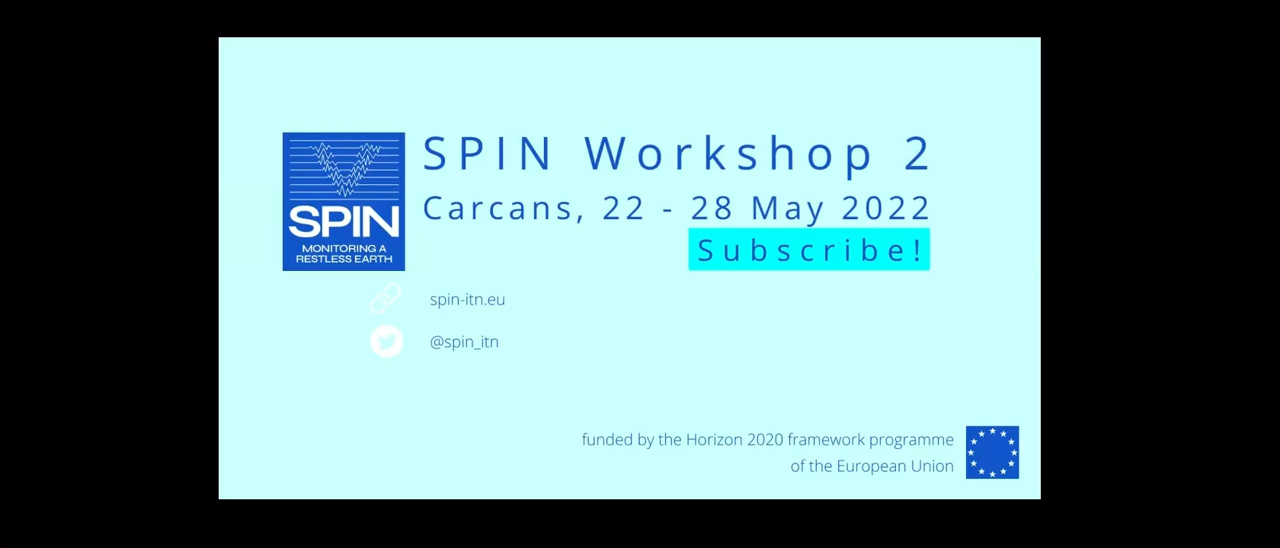 SPIN Workshop 2
Carcans, 22 - 28 May 2022
Subscribe!
SPIN
MONITORING A
RESTLESS EARTH
spin-itn.eu
@spin_itn
funded by the Horizon 2020 framework programme
of the European Union